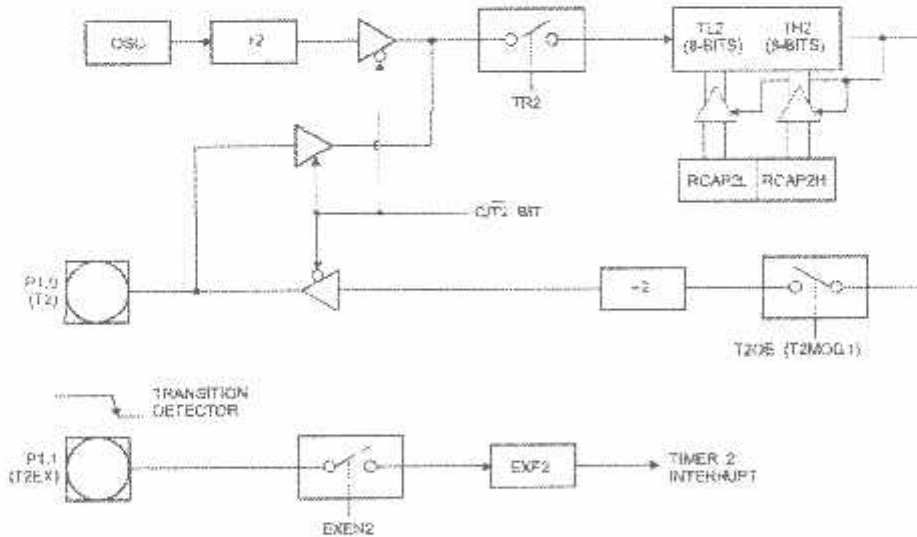 OSC
÷2
TL2
(8-BITS)
TH2
(8-BITS)
TR2
RCAP2L
RCAP2H
C/T2 BIT
P1.0
(T2)
÷2
T2OE (T2MOD.1)
TRANSITION
DETECTOR
P1.1
(T2EX)
EXF2
TIMER 2
INTERRUPT
EXEN2